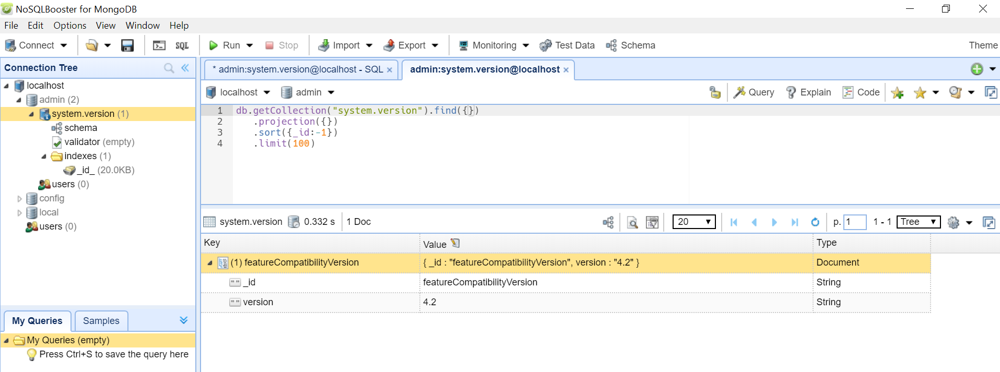 NoSQLBooster for MongoDB
File Edit Options View Window Help
Connect SQL Run Stop Import Export Monitoring Test Data Schema Theme
Connection Tree
localhost
admin (2)
system.version (1)
schema
validator (empty)
indexes (1)
_id_ (20.0KB)
users (0)
config
local
users (0)
My Queries Samples
My Queries (empty)
Press Ctrl+S to save the query here
* admin:system.version@localhost - SQL × admin:system.version@localhost ×
localhost admin Query Explain Code
1 db.getCollection("system.version").find({})
2 .projection({})
3 .sort({_id:-1})
4 .limit(100)
system.version 0.332 s 1 Doc 20 p. 1 1 - 1 Tree
Key Value Type
(1) featureCompatibilityVersion { _id : "featureCompatibilityVersion", version : "4.2" } Document
"" _id featureCompatibilityVersion String
"" version 4.2 String